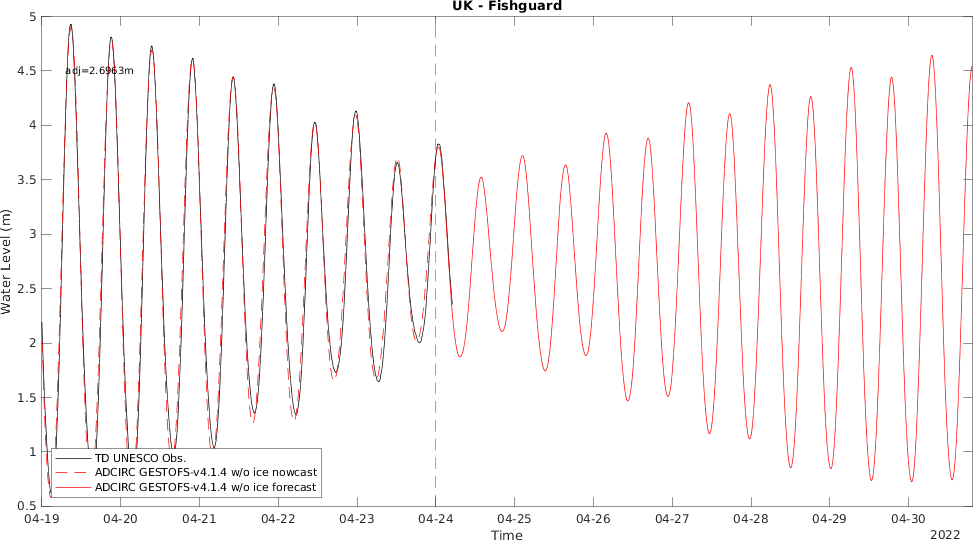 UK - Fishguard
5
4.5
4
3.5
3
2.5
2
1.5
1
0.5
Water Level (m)
adj=2.6963m
TD UNESCO Obs.
ADCIRC GESTOFS-v4.1.4 w/o ice nowcast
ADCIRC GESTOFS-v4.1.4 w/o ice forecast
04-19 04-20 04-21 04-22 04-23 04-24 04-25 04-26 04-27 04-28 04-29 04-30
2022
Time